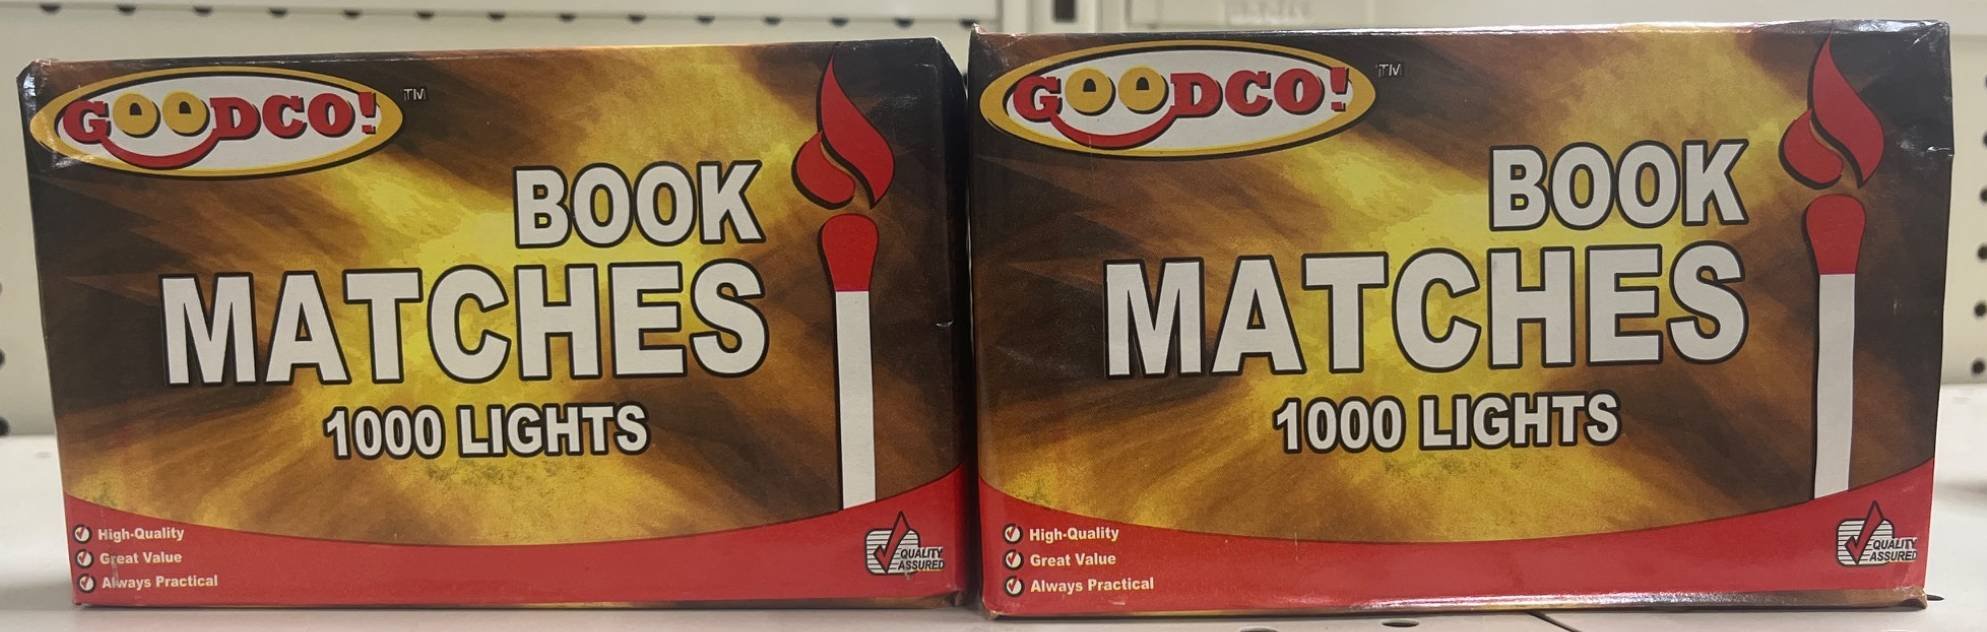 GOODCO! TM
BOOK
MATCHES
1000 LIGHTS
High-Quality
Great Value
Always Practical
QUALITY
ASSURED
GOODCO! TM
BOOK
MATCHES
1000 LIGHTS
High-Quality
Great Value
Always Practical
QUALITY
ASSURED